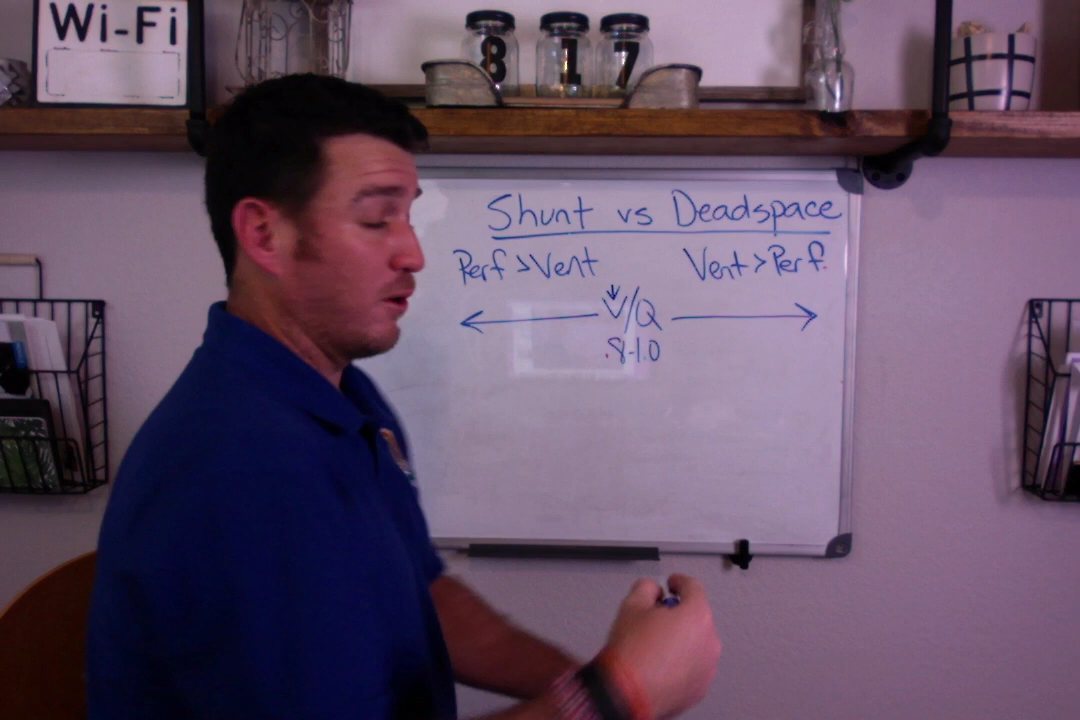 Wi-Fi
8 1 7
Shunt vs Deadspace
Perf > Vent Vent > Perf.
V/Q
.8-1.0